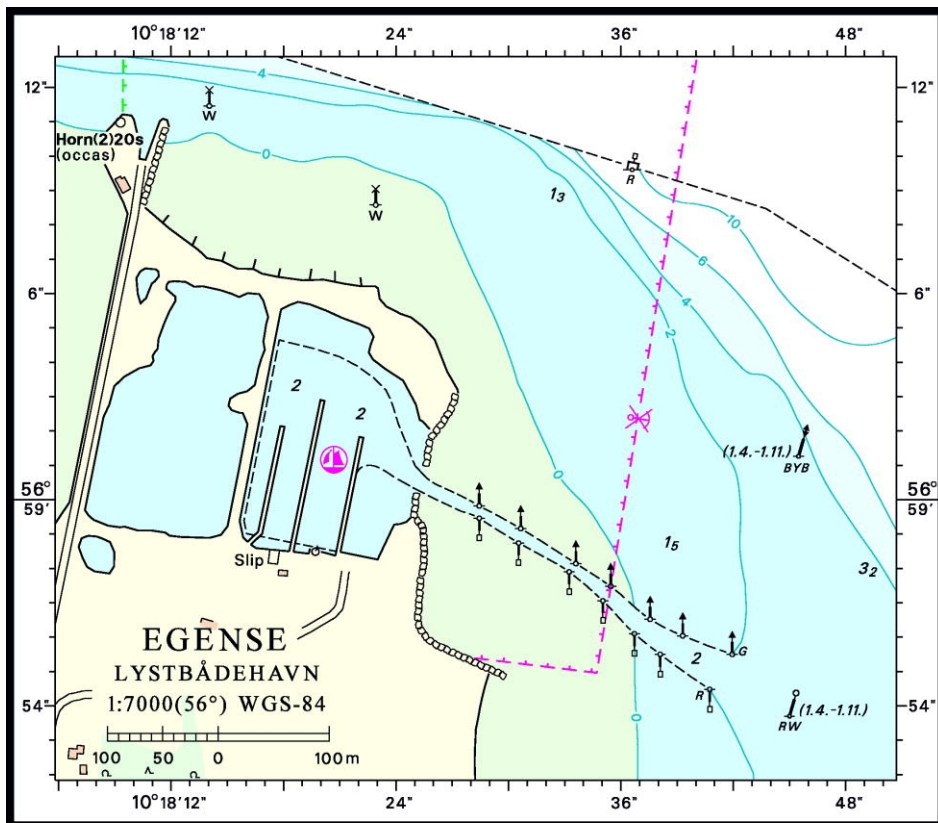 10°18'12" 24" 36" 48"
12"
4
W
Horn(2)20s
(occas)
0
W
R
1₃
10
6
6" 6"
4
2
2
2
(1.4.-1.11.)
BYB
0
56°
59'
56°
59'
1₅
3₂
Slip
G
2
EGENSE
LYSTBÅDEHAVN
1:7000(56°) WGS-84
R
(1.4.-1.11.)
RW
54" 54"
0
100 50 0 100m
10°18'12" 24" 36" 48"